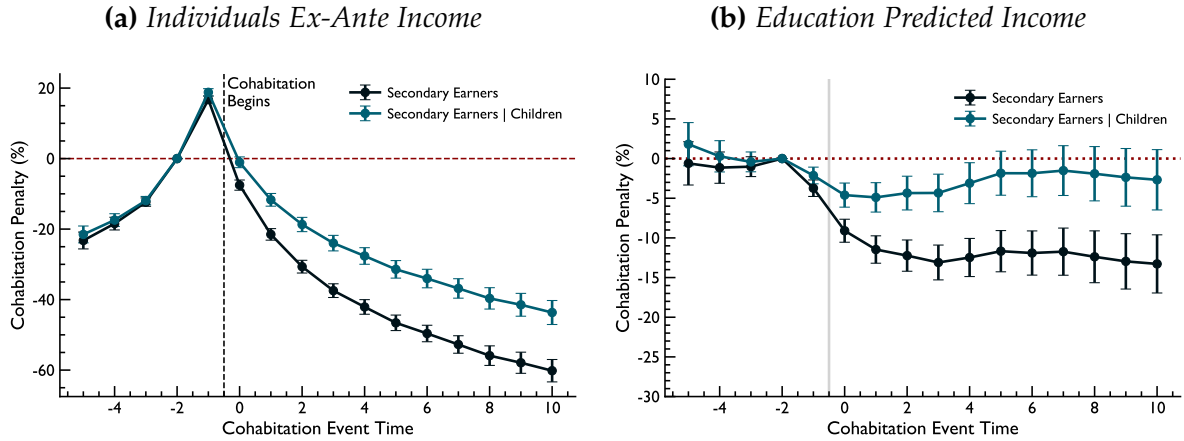 (a) Individuals Ex-Ante Income
Cohabitation Penalty (%)
20
0
-20
-40
-60
Cohabitation
Begins
Secondary Earners
Secondary Earners | Children
-4 -2 0 2 4 6 8 10
Cohabitation Event Time
(b) Education Predicted Income
Cohabitation Penalty (%)
10
5
0
-5
-10
-15
-20
-25
-30
Secondary Earners
Secondary Earners | Children
-4 -2 0 2 4 6 8 10
Cohabitation Event Time